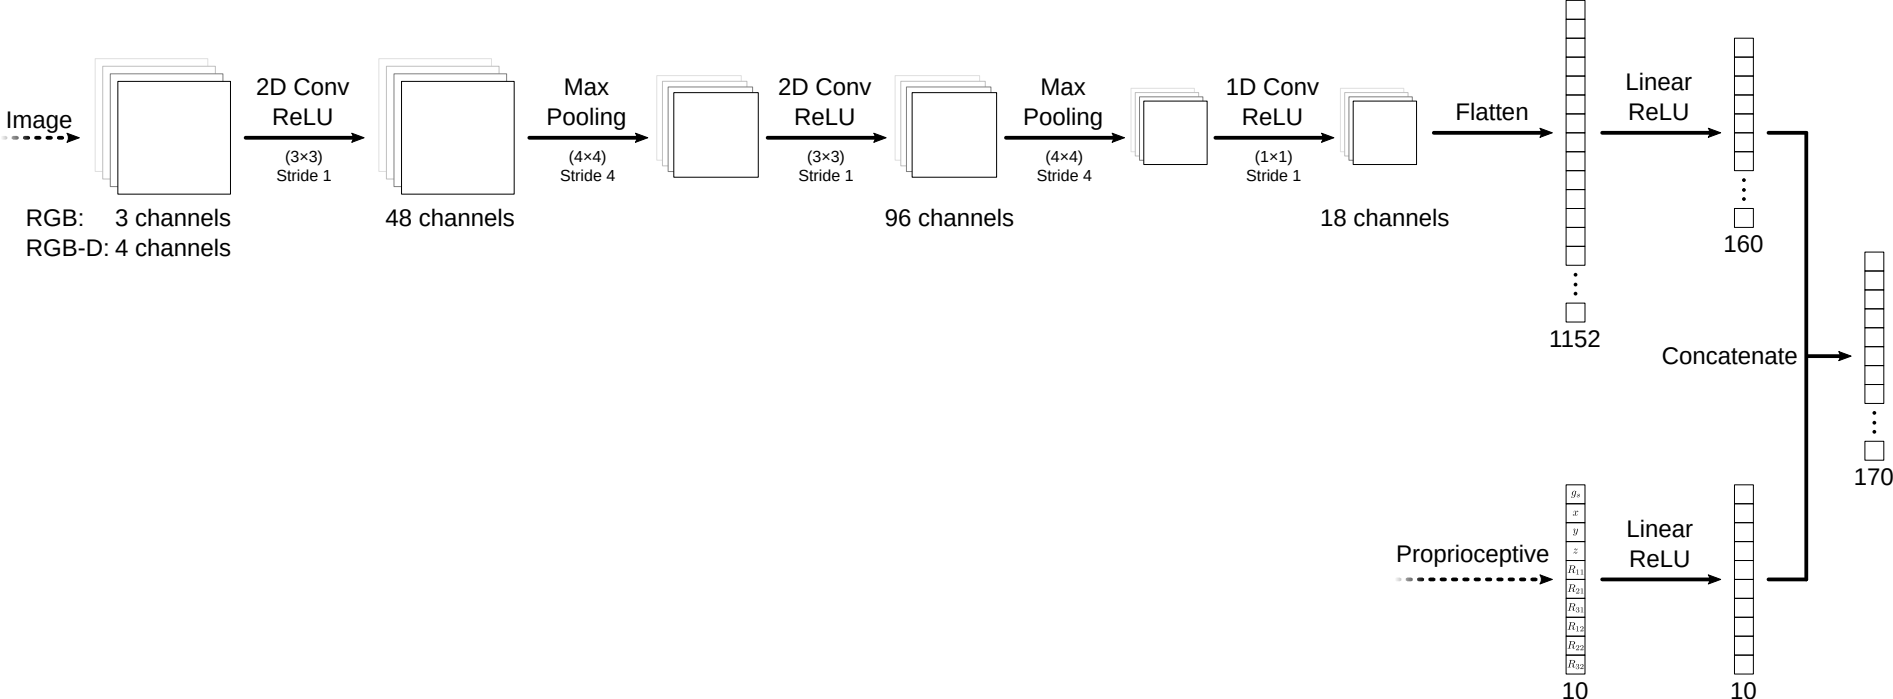 Image
RGB: 3 channels
RGB-D: 4 channels
2D Conv
ReLU
(3×3)
Stride 1
48 channels
Max
Pooling
(4×4)
Stride 4
2D Conv
ReLU
(3×3)
Stride 1
96 channels
Max
Pooling
(4×4)
Stride 4
1D Conv
ReLU
(1×1)
Stride 1
18 channels
Flatten
1152
Linear
ReLU
160
Concatenate
170
Proprioceptive
g_s
x
y
z
R_11
R_21
R_31
R_12
R_22
R_32
10
Linear
ReLU
10